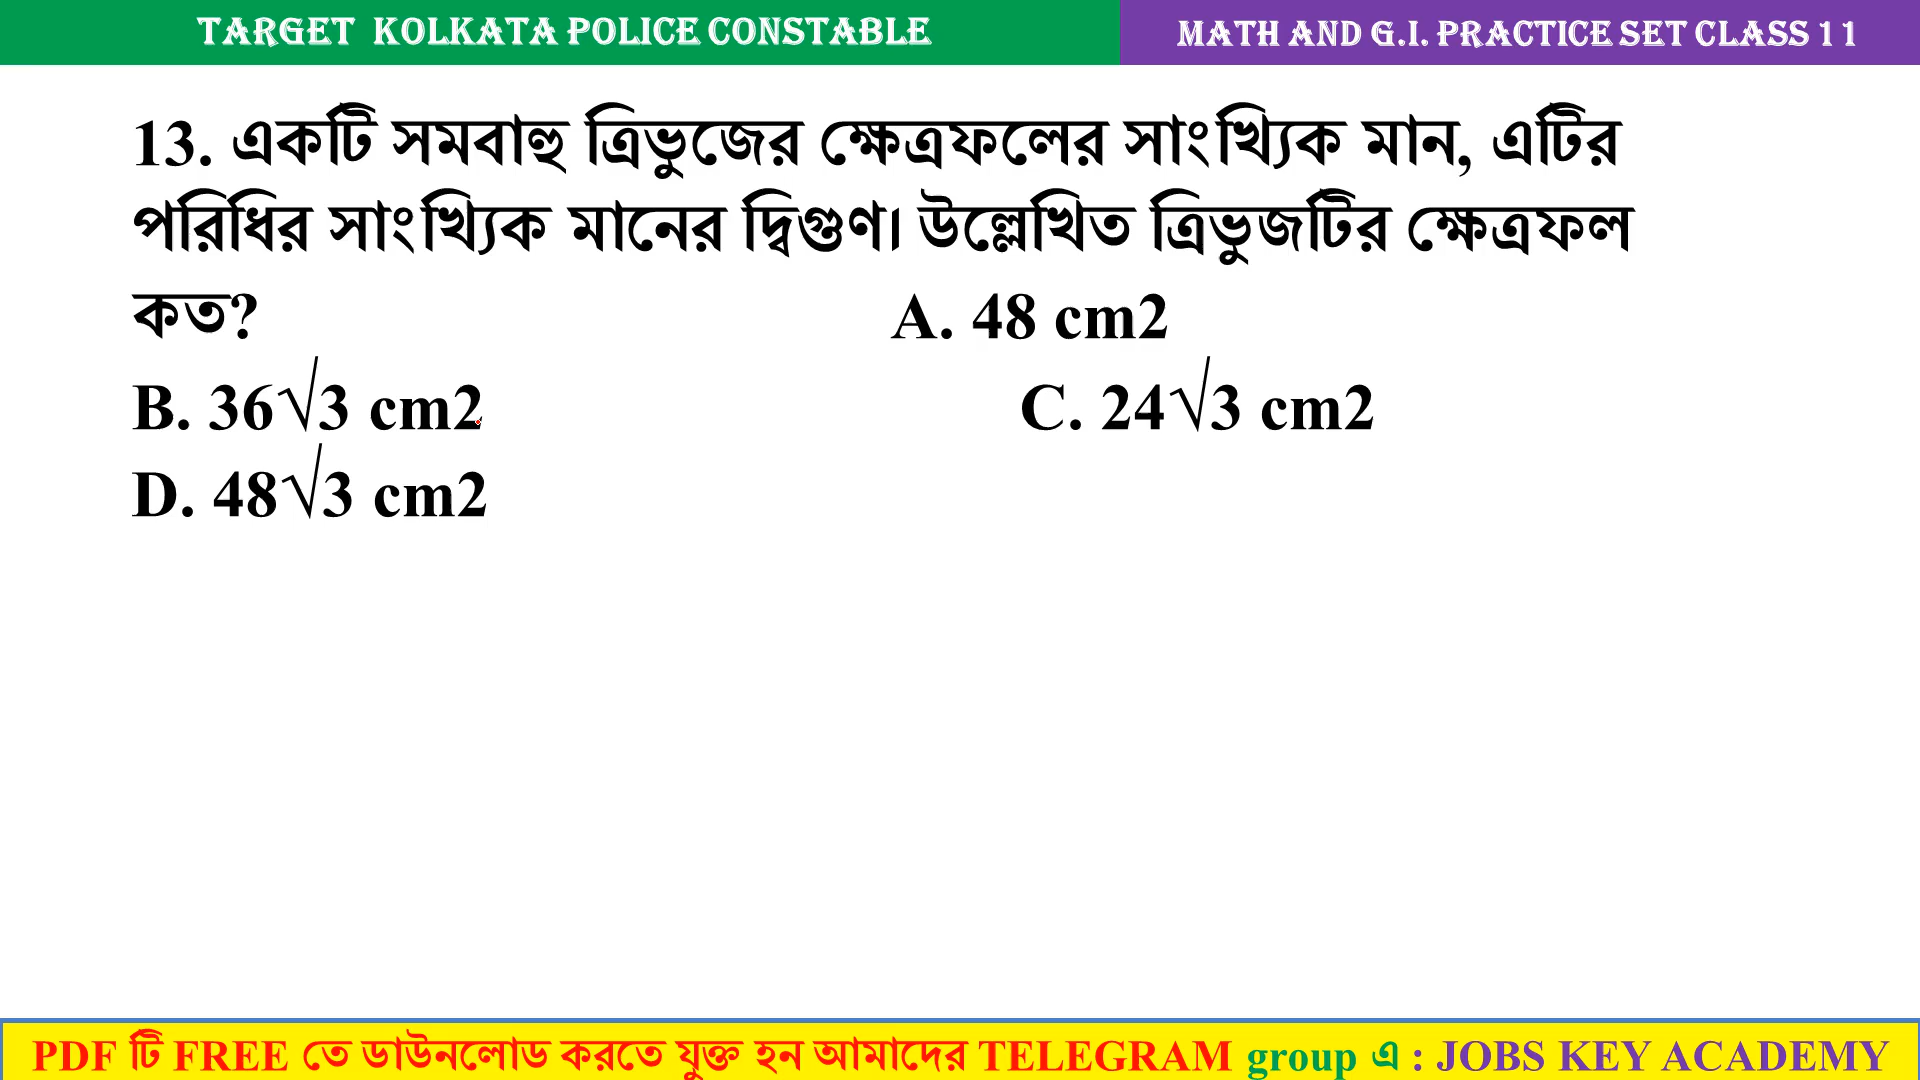 TARGET KOLKATA POLICE CONSTABLE
MATH AND G.I. PRACTICE SET CLASS 11
13. একটি সমবাহু ত্রিভুজের ক্ষেত্রফলের সাংখ্যিক মান, এটির
পরিধির সাংখ্যিক মানের দ্বিগুণ। উল্লেখিত ত্রিভুজটির ক্ষেত্রফল
কত? A. 48 cm2
B. 36√3 cm2 C. 24√3 cm2
D. 48√3 cm2
PDF টি FREE তে ডাউনলোড করতে যুক্ত হন আমাদের TELEGRAM group এ : JOBS KEY ACADEMY